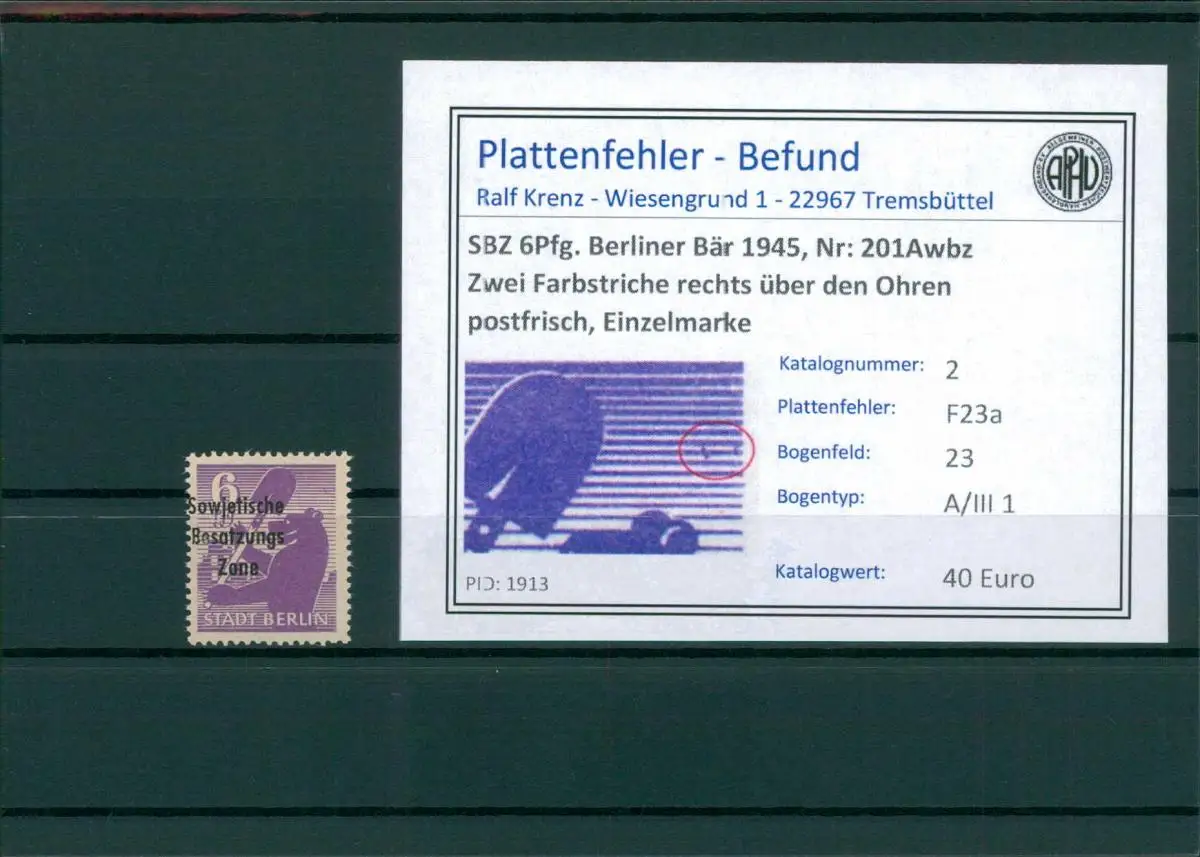 Plattenfehler - Befund
Ralf Krenz - Wiesengrund 1 - 22967 Tremsbüttel
APHV
SBZ 6Pfg. Berliner Bär 1945, Nr: 201Awbz
Zwei Farbstriche rechts über den Ohren
postfrisch, Einzelmarke
Katalognummer: 2
Plattenfehler: F23a
Bogenfeld: 23
Bogentyp: A/III 1
Katalogwert: 40 Euro
PID: 1913
6
Sowjetische
Besatzungs
Zone
STADT BERLIN